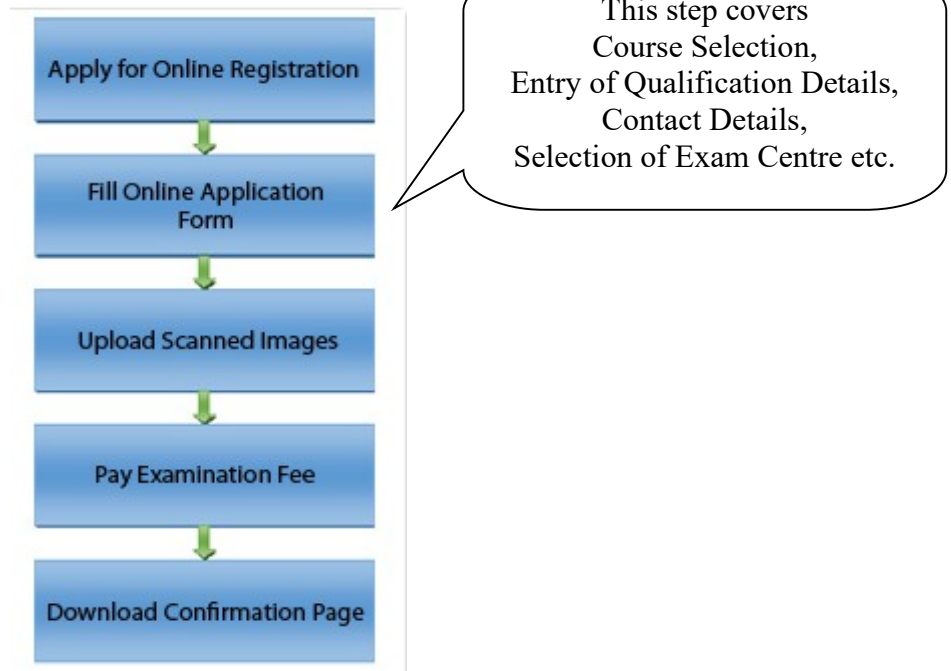 Apply for Online Registration
This step covers
Course Selection,
Entry of Qualification Details,
Contact Details,
Selection of Exam Centre etc.
Fill Online Application
Form
Upload Scanned Images
Pay Examination Fee
Download Confirmation Page